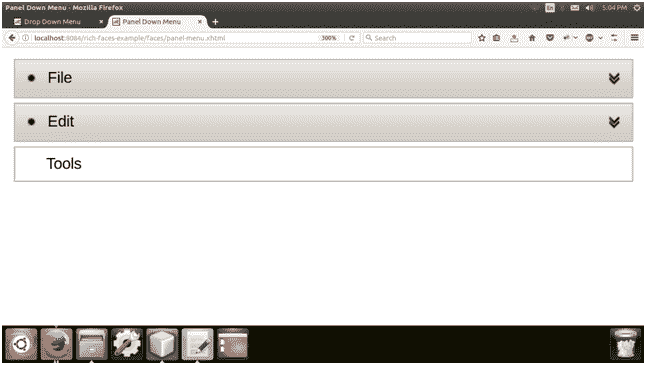 Panel Down Menu - Mozilla Firefox
En
5:04 PM
Drop Down Menu
Panel Down Menu
localhost:8084/rich-faces-example/faces/panel-menu.xhtml
300%
Search
File
Edit
Tools